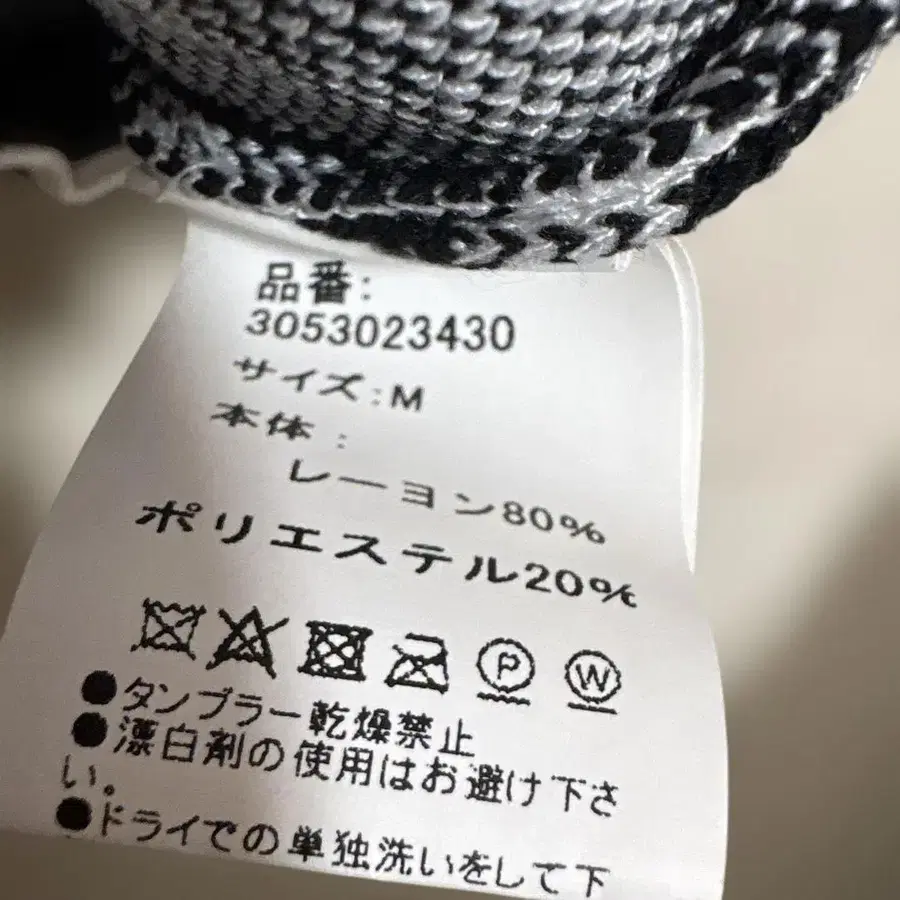 品番:
3053023430
サイズ:M
本体:
レーヨン80%
ポリエステル20%
P W
●タンブラー乾燥禁止
●漂白剤の使用はお避け下さ
い。
●ドライでの単独洗いをして下